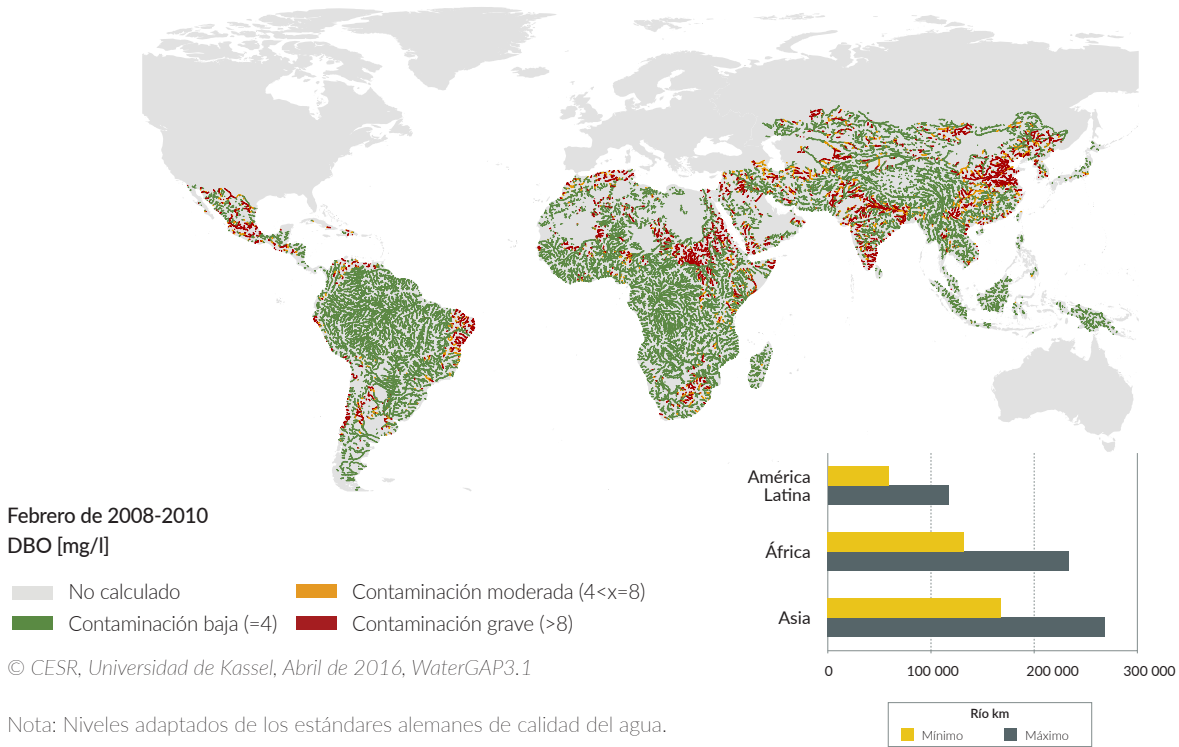 América
Latina
África
Asia
0
100 000
200 000
300 000
Río km
Mínimo
Máximo
Febrero de 2008-2010
DBO [mg/l]
No calculado
Contaminación moderada (4<x=8)
Contaminación baja (=4)
Contaminación grave (>8)
© CESR, Universidad de Kassel, Abril de 2016, WaterGAP3.1
Nota: Niveles adaptados de los estándares alemanes de calidad del agua.